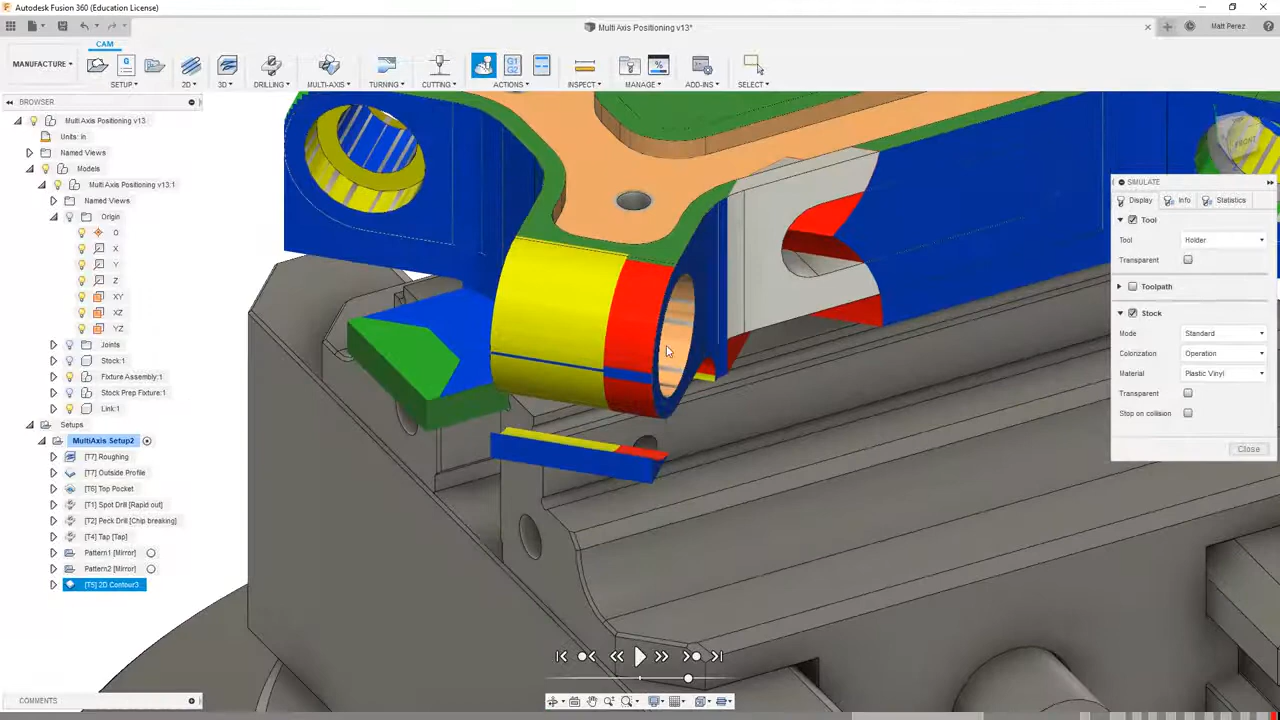 Autodesk Fusion 360 (Education License)
Multi Axis Positioning v13*
Matt Perez
CAM
MANUFACTURE
SETUP
2D
3D
DRILLING
MULTI-AXIS
TURNING
CUTTING
G1
G2
ACTIONS
INSPECT
MANAGE
ADD-INS
SELECT
BROWSER
Multi Axis Positioning v13
Units: in
Named Views
Models
Multi Axis Positioning v13:1
Named Views
Origin
O
X
Y
Z
XY
XZ
YZ
Joints
Stock:1
Fixture Assembly:1
Stock Prep Fixture:1
Link:1
Setups
MultiAxis Setup2
[T7] Roughing
[T7] Outside Profile
[T6] Top Pocket
[T1] Spot Drill [Rapid out]
[T2] Peck Drill [Chip breaking]
[T4] Tap [Tap]
Pattern1 [Mirror]
Pattern2 [Mirror]
[T5] 2D Contour3
FRONT
SIMULATE
Display
Info
Statistics
Tool
Tool Holder
Transparent
Toolpath
Stock
Mode Standard
Colorization Operation
Material Plastic Vinyl
Transparent
Stop on collision
Close
COMMENTS